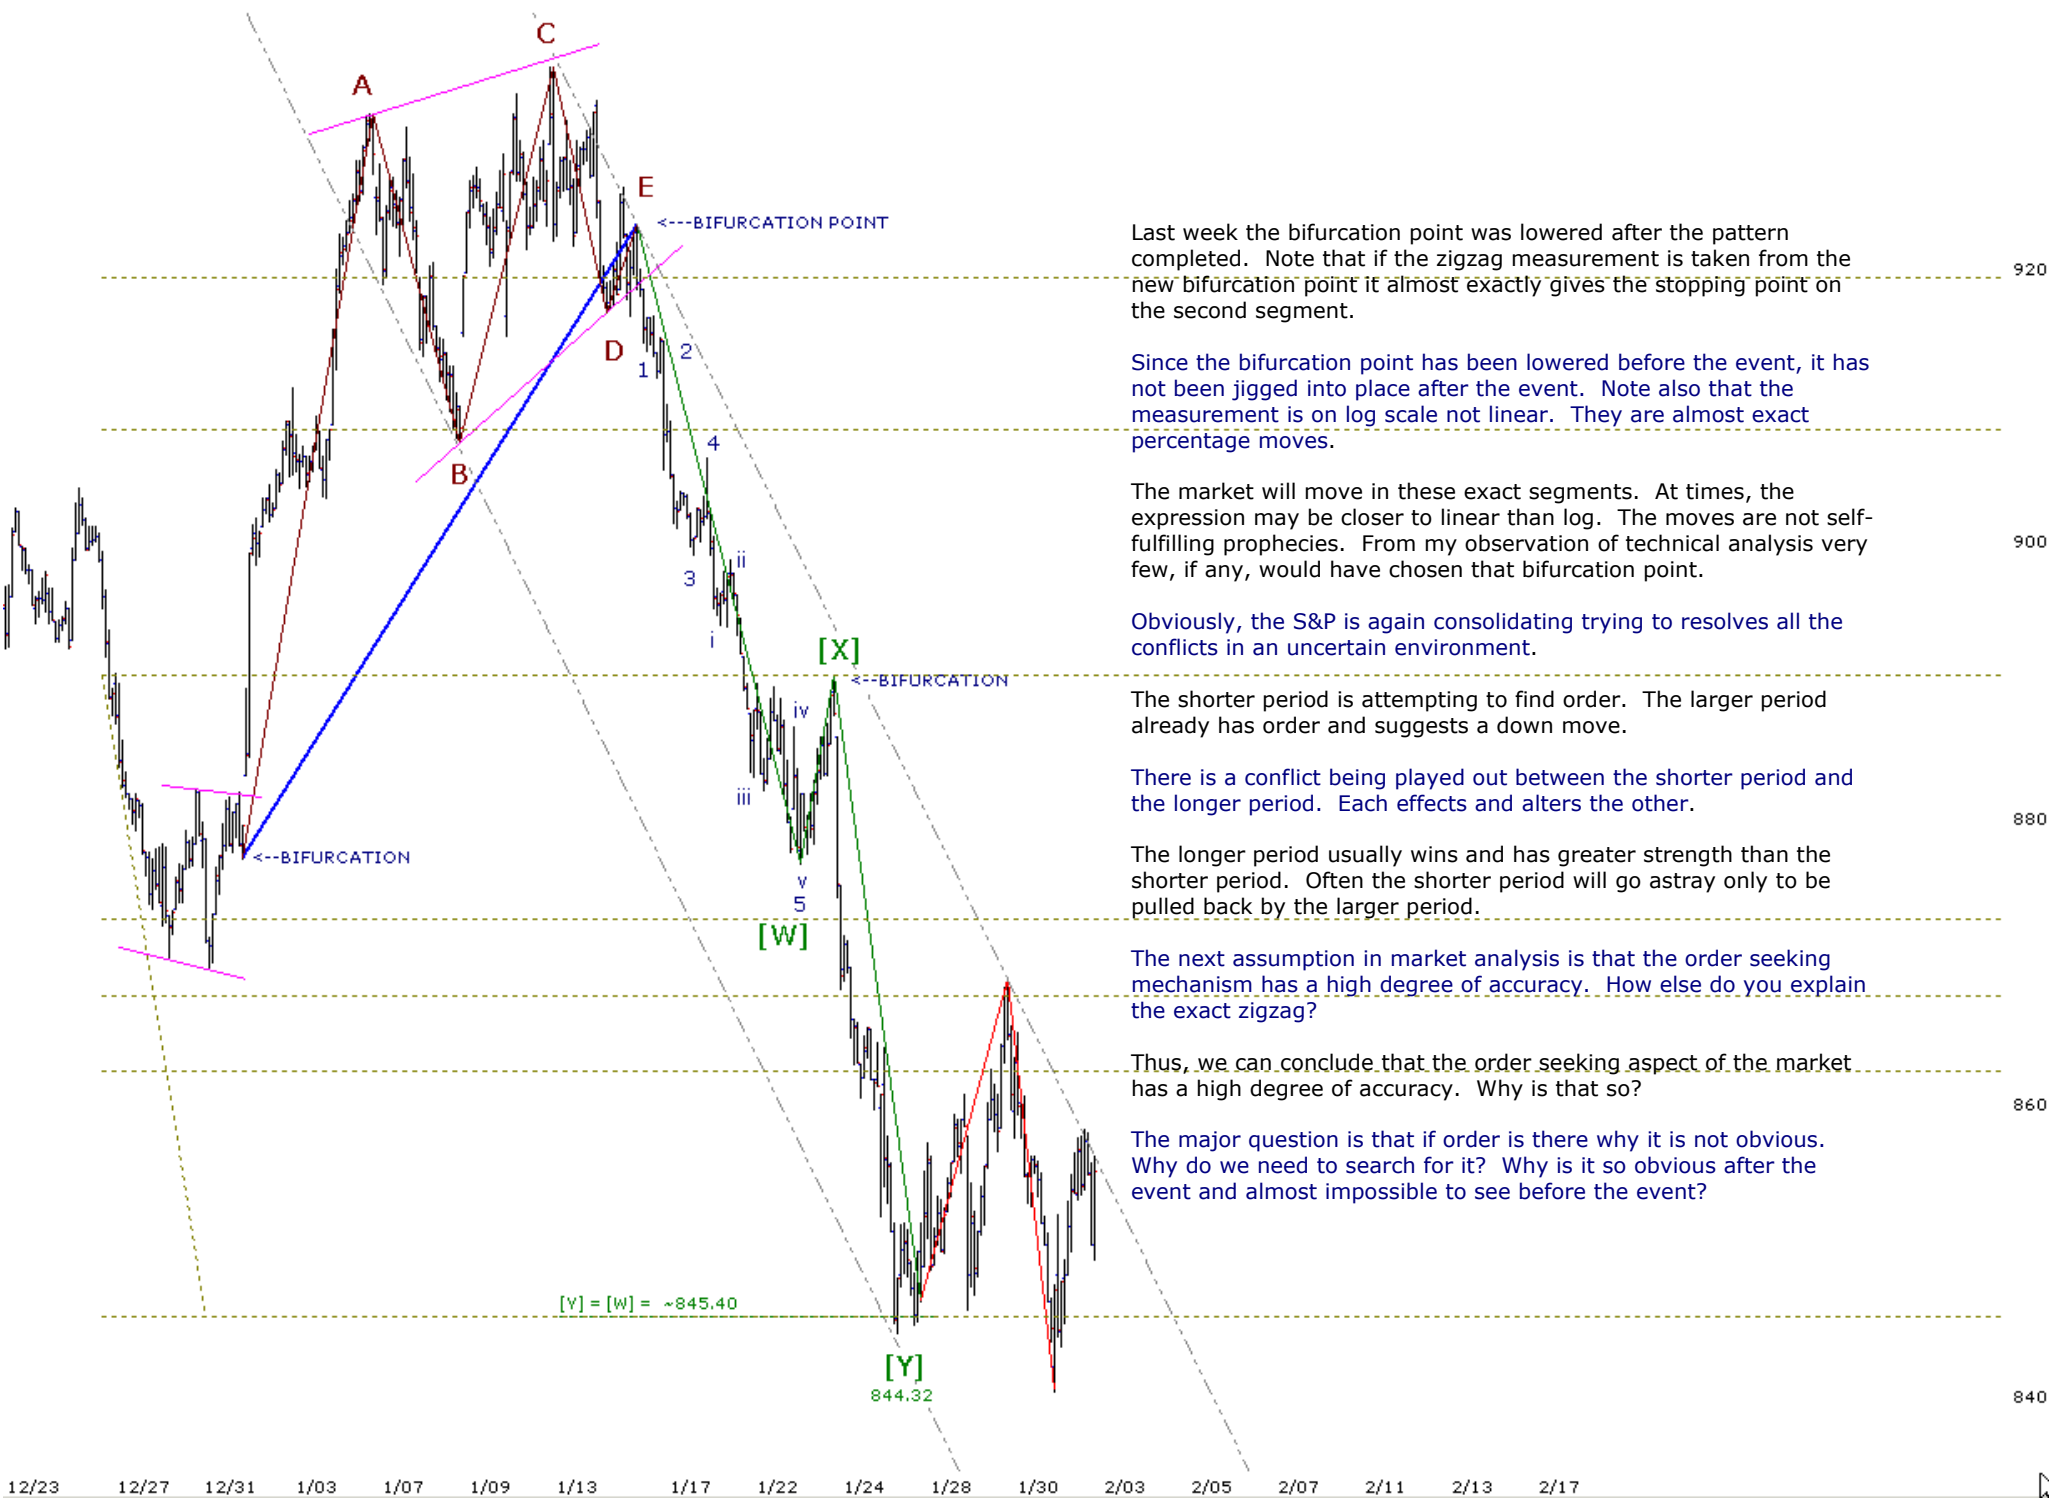 C
A
E
<---BIFURCATION POINT
Last week the bifurcation point was lowered after the pattern
completed.  Note that if the zigzag measurement is taken from the
new bifurcation point it almost exactly gives the stopping point on
the second segment.
920
D
2
1
B
4
Since the bifurcation point has been lowered before the event, it has
not been jigged into place after the event.  Note also that the
measurement is on log scale not linear.  They are almost exact
percentage moves.
The market will move in these exact segments.  At times, the
expression may be closer to linear than log.  The moves are not self-
fulfilling prophecies.  From my observation of technical analysis very
few, if any, would have chosen that bifurcation point.
900
ii
3
i
Obviously, the S&P is again consolidating trying to resolves all the
conflicts in an uncertain environment.
[X]
<--BIFURCATION
iv
The shorter period is attempting to find order.  The larger period
already has order and suggests a down move.
iii
There is a conflict being played out between the shorter period and
the longer period.  Each effects and alters the other.
880
<--BIFURCATION
v
5
[W]
The longer period usually wins and has greater strength than the
shorter period.  Often the shorter period will go astray only to be
pulled back by the larger period.
The next assumption in market analysis is that the order seeking
mechanism has a high degree of accuracy.  How else do you explain
the exact zigzag?
Thus, we can conclude that the order seeking aspect of the market
has a high degree of accuracy.  Why is that so?
860
The major question is that if order is there why it is not obvious.
Why do we need to search for it?  Why is it so obvious after the
event and almost impossible to see before the event?
[Y] = [W] =  ~845.40
[Y]
844.32
840
12/23 12/27 12/31 1/03 1/07 1/09 1/13 1/17 1/22 1/24 1/28 1/30 2/03 2/05 2/07 2/11 2/13 2/17